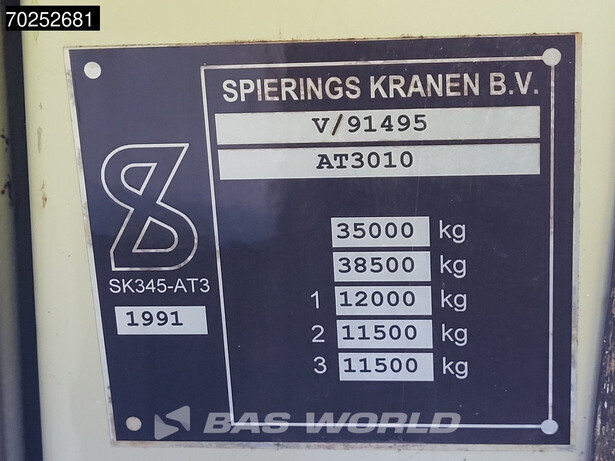 70252681
SPIERINGS KRANEN B.V.
V/91495
AT3010
SK345-AT3
1991
35000 kg
38500 kg
1 12000 kg
2 11500 kg
3 11500 kg
BAS WORLD